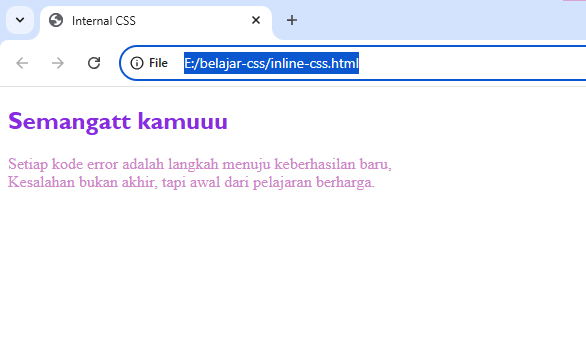 Internal CSS
File
E:/belajar-css/inline-css.html
Semangatt kamuuu
Setiap kode error adalah langkah menuju keberhasilan baru,
Kesalahan bukan akhir, tapi awal dari pelajaran berharga.